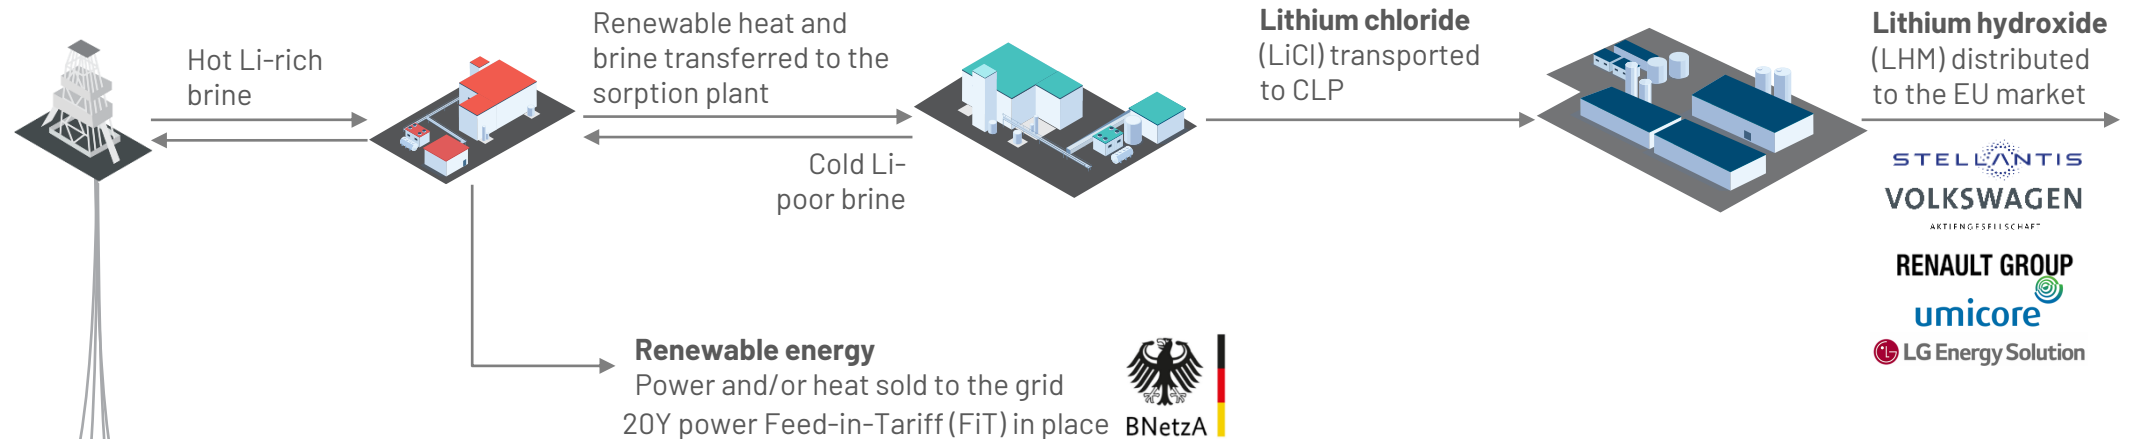 Hot Li-rich
brine
Renewable heat and
brine transferred to the
sorption plant
Cold Li-
poor brine
Lithium chloride
(LiCl) transported
to CLP
Lithium hydroxide
(LHM) distributed
to the EU market
STELLANTIS
VOLKSWAGEN
AKTIENGESELLSCHAFT
RENAULT GROUP
umicore
LG LG Energy Solution
Renewable energy
Power and/or heat sold to the grid
20Y power Feed-in-Tariff (FiT) in place
BNetzA